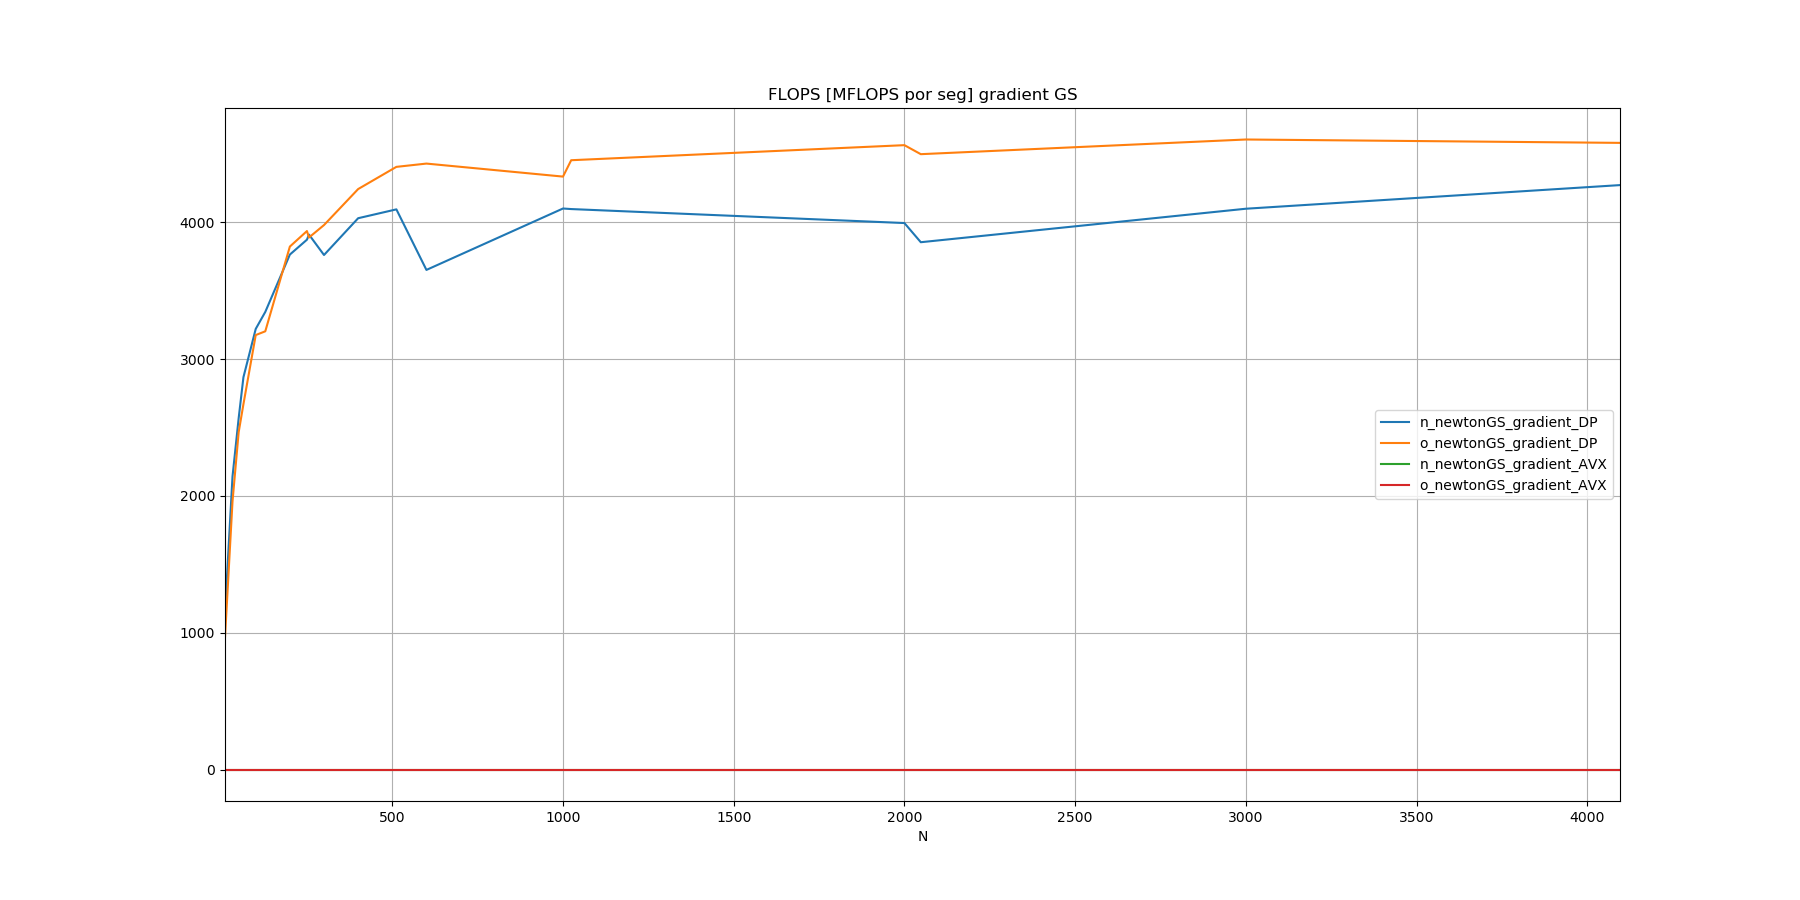 FLOPS [MFLOPS por seg] gradient GS
4000
3000
2000
1000
0
n_newtonGS_gradient_DP
o_newtonGS_gradient_DP
n_newtonGS_gradient_AVX
o_newtonGS_gradient_AVX
500 1000 1500 2000 2500 3000 3500 4000
N